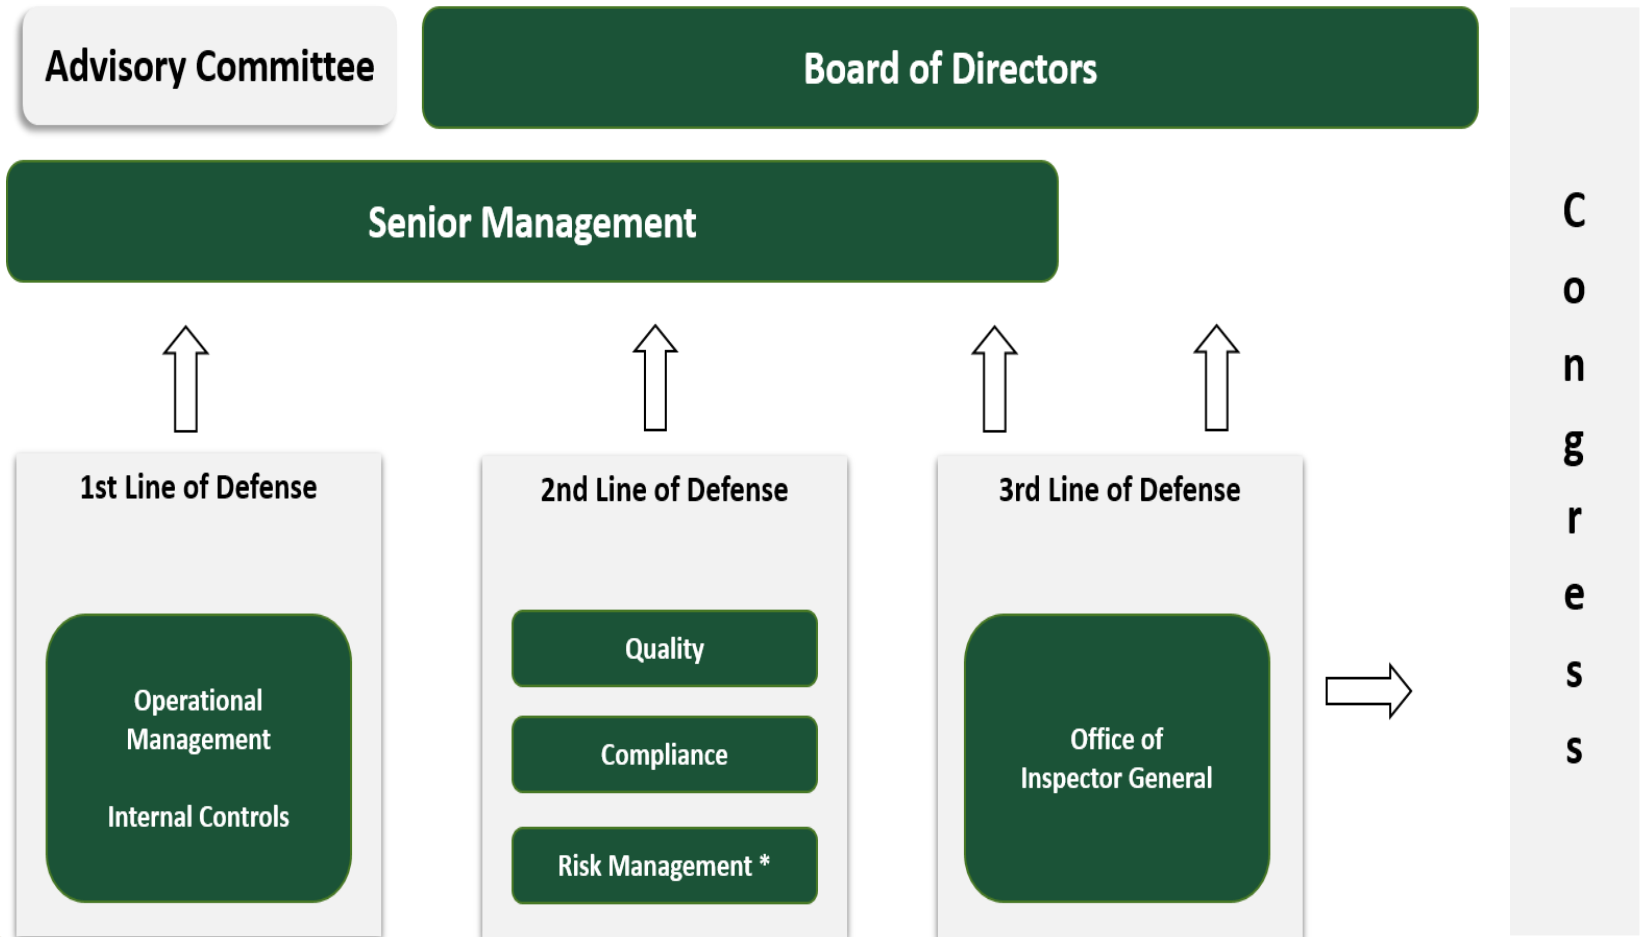 Advisory Committee
Board of Directors
Senior Management
1st Line of Defense
Operational
Management
Internal Controls
2nd Line of Defense
Quality
Compliance
Risk Management *
3rd Line of Defense
Office of
Inspector General
C
o
n
g
r
e
s
s